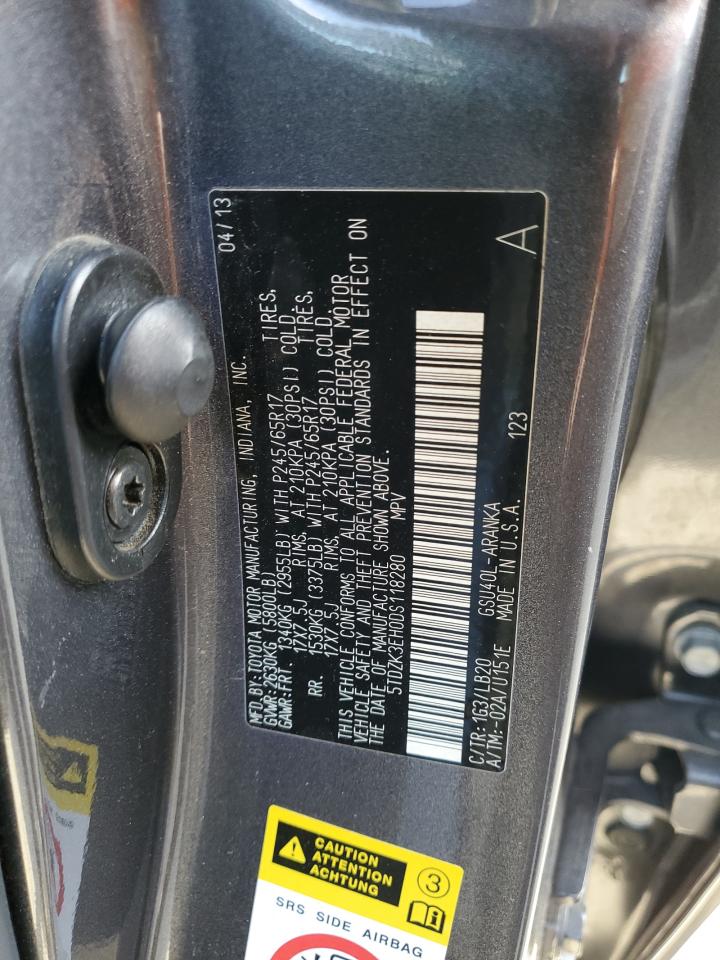 MFD.BY:TOYOTA MOTOR MANUFACTURING, INDIANA, INC. 04/13
GVWR:2630KG (5800LB)
GAWR:FRT. 1340KG (2955LB) WITH P245/65R17 TIRES,
17X7.5J RIMS, AT 210KPA (30PSI) COLD.
RR. 1530KG (3375LB) WITH P245/65R17 TIRES,
17X7.5J RIMS, AT 210KPA (30PSI) COLD.
THIS VEHICLE CONFORMS TO ALL APPLICABLE FEDERAL MOTOR
VEHICLE SAFETY AND THEFT PREVENTION STANDARDS IN EFFECT ON
THE DATE OF MANUFACTURE SHOWN ABOVE.
5TDZK3EH0DS118280 MPV
C/TR:1G3/LB20 GSU40L-ARANKA A
A/TM:-02A/U151E MADE IN U.S.A. 123
CAUTION
ATTENTION
ACHTUNG
3
SRS SIDE AIRBAG